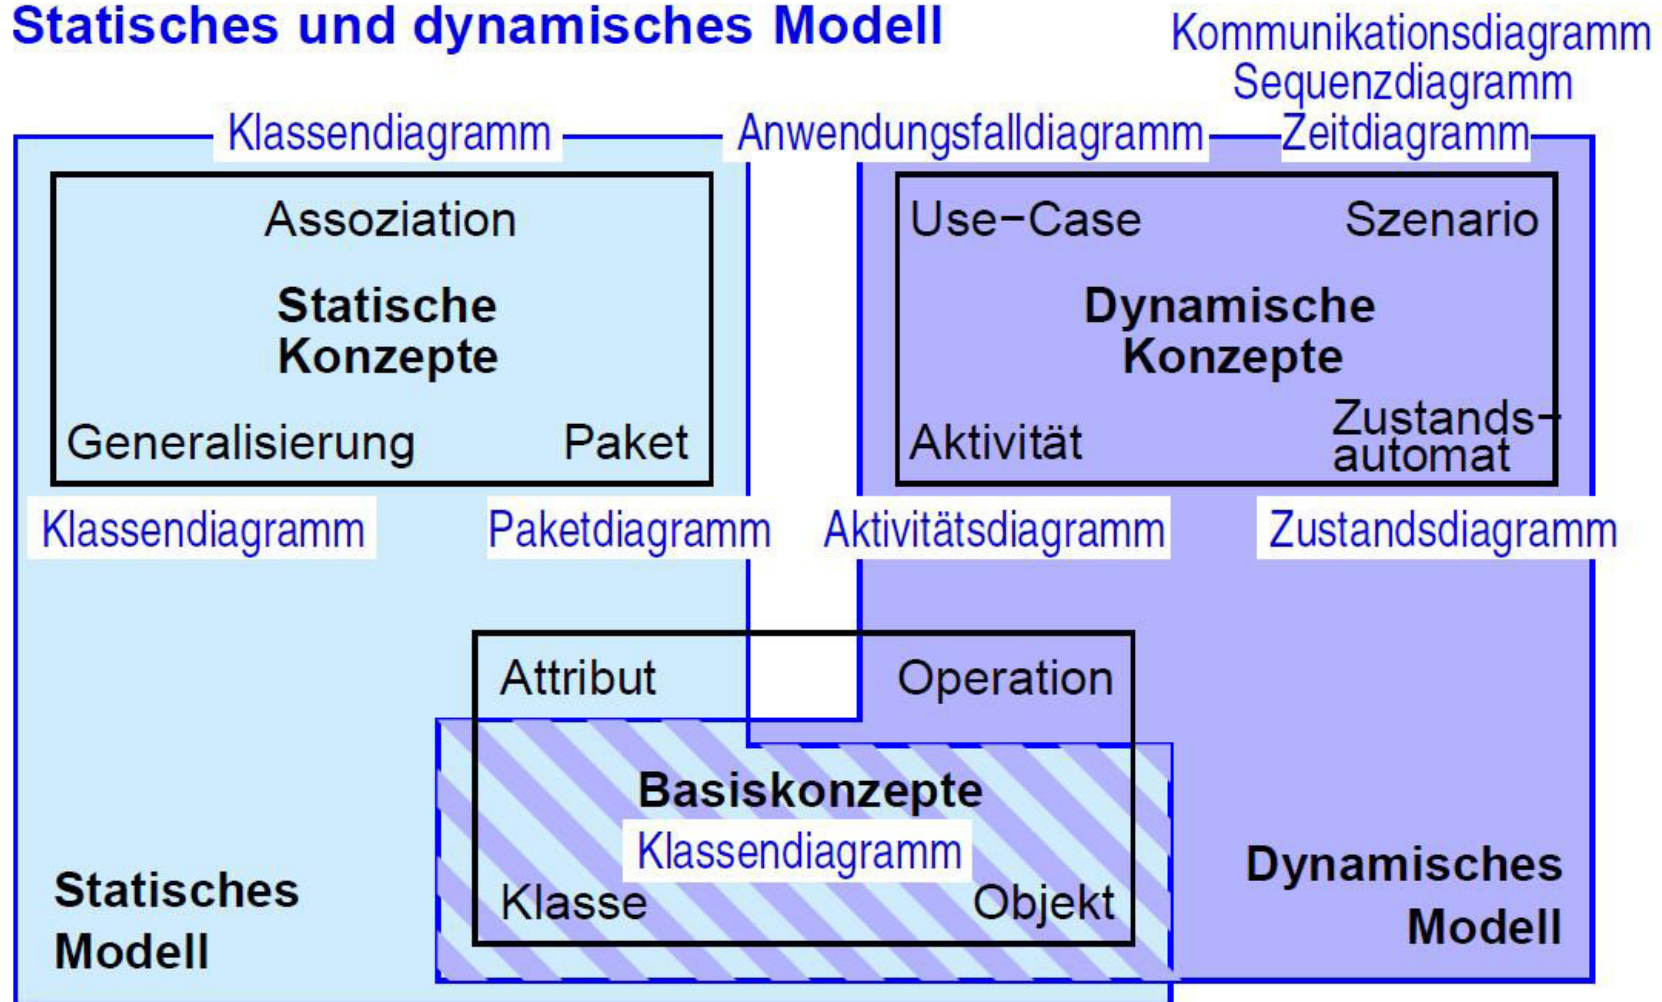 Statisches und dynamisches Modell
Kommunikationsdiagramm
Sequenzdiagramm
Klassendiagramm
Anwendungsfalldiagramm
Zeitdiagramm
Assoziation
Statische
Konzepte
Generalisierung
Paket
Use-Case
Szenario
Dynamische
Konzepte
Aktivität
Zustands-
automat
Klassendiagramm
Paketdiagramm
Aktivitätsdiagramm
Zustandsdiagramm
Attribut
Operation
Basiskonzepte
Klassendiagramm
Klasse
Objekt
Statisches
Modell
Dynamisches
Modell